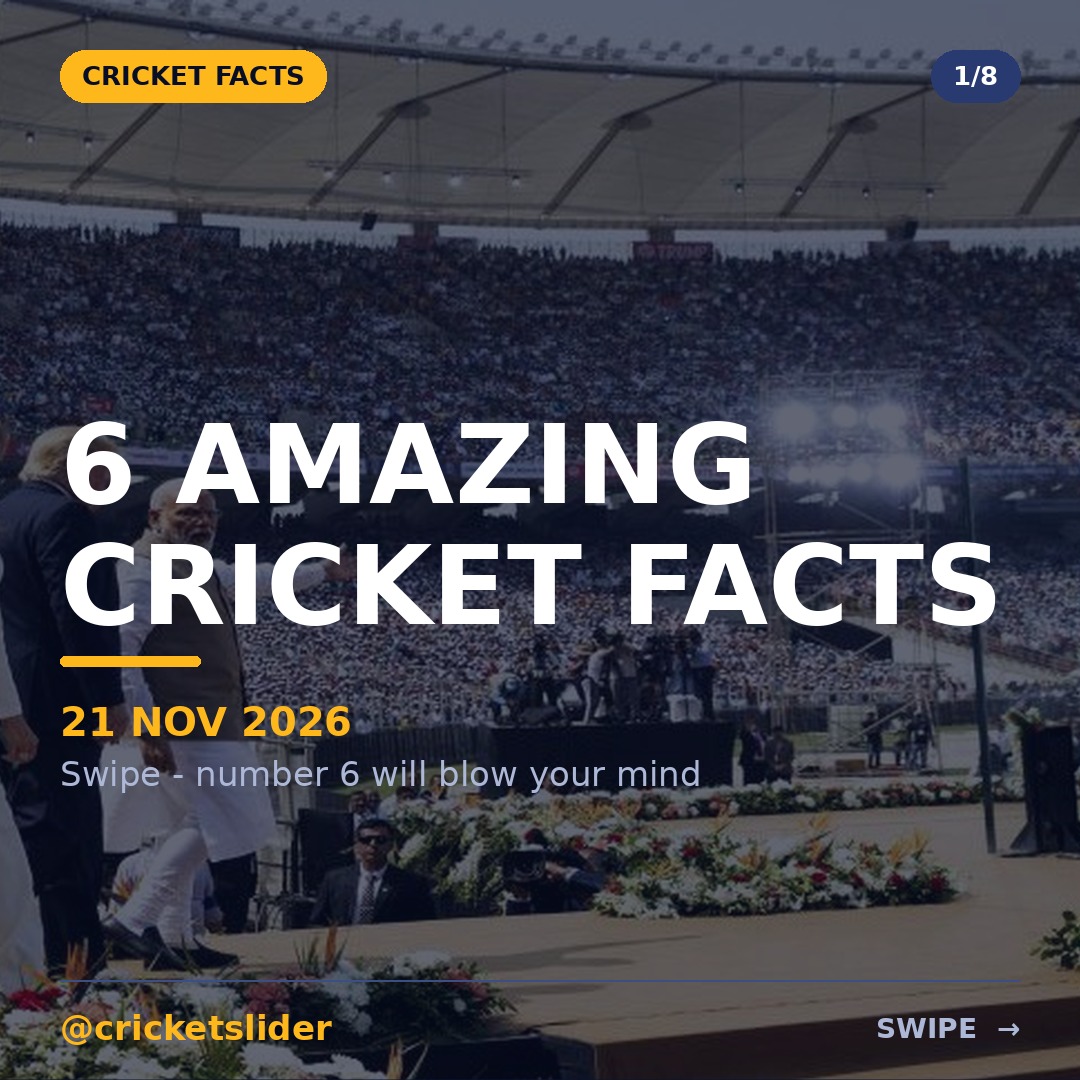 CRICKET FACTS
1/8
6 AMAZING
CRICKET FACTS
21 NOV 2026
Swipe - number 6 will blow your mind
@cricketslider
SWIPE →